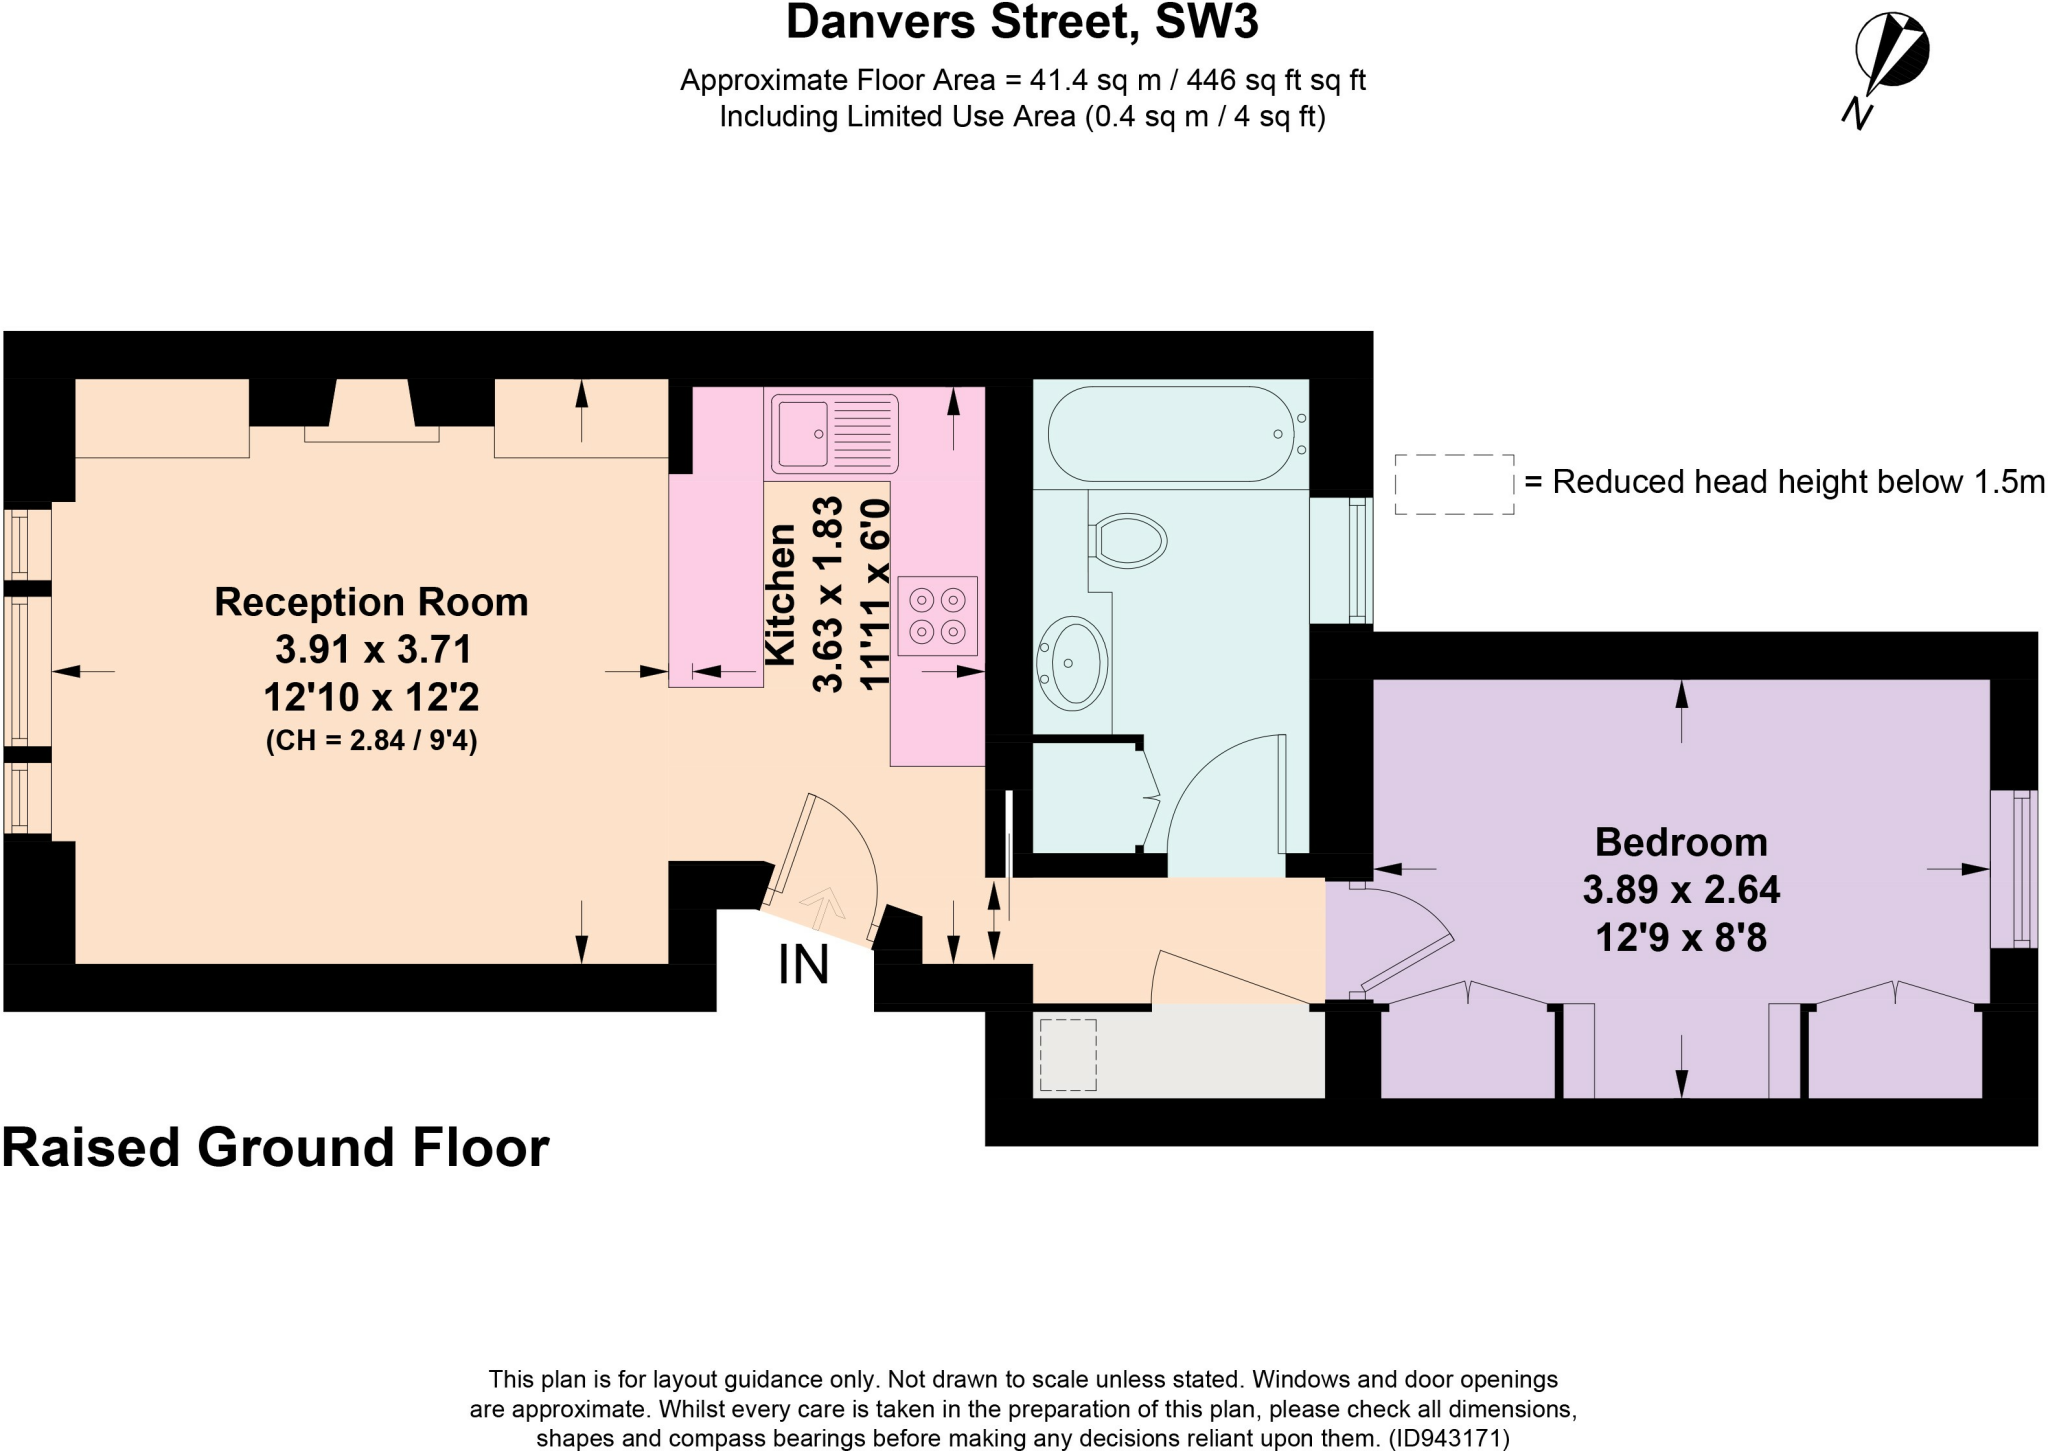 Danvers Street, SW3
Approximate Floor Area = 41.4 sq m / 446 sq ft sq ft
Including Limited Use Area (0.4 sq m / 4 sq ft)
N
= Reduced head height below 1.5m
Reception Room
3.91 x 3.71
12'10 x 12'2
(CH = 2.84 / 9'4)
Kitchen
3.63 x 1.83
11'11 x 6'0
Bedroom
3.89 x 2.64
12'9 x 8'8
IN
Raised Ground Floor
This plan is for layout guidance only. Not drawn to scale unless stated. Windows and door openings
are approximate. Whilst every care is taken in the preparation of this plan, please check all dimensions,
shapes and compass bearings before making any decisions reliant upon them. (ID943171)